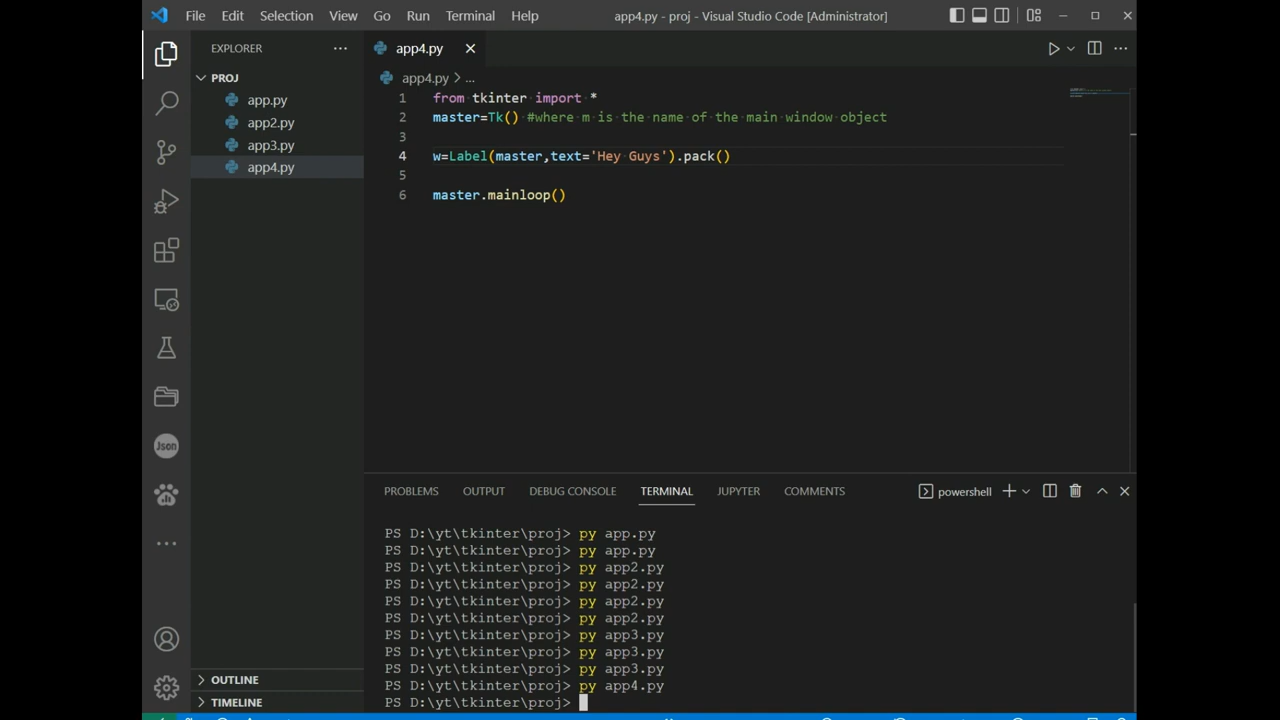 File Edit Selection View Go Run Terminal Help app4.py - proj - Visual Studio Code [Administrator]
EXPLORER
PROJ
app.py
app2.py
app3.py
app4.py
OUTLINE
TIMELINE
Json
app4.py
app4.py > ...
1 from tkinter import *
2 master=Tk() #where m is the name of the main window object
3
4 w=Label(master,text='Hey Guys').pack()
5
6 master.mainloop()
PROBLEMS OUTPUT DEBUG CONSOLE TERMINAL JUPYTER COMMENTS powershell
PS D:\yt\tkinter\proj> py app.py
PS D:\yt\tkinter\proj> py app.py
PS D:\yt\tkinter\proj> py app2.py
PS D:\yt\tkinter\proj> py app2.py
PS D:\yt\tkinter\proj> py app2.py
PS D:\yt\tkinter\proj> py app2.py
PS D:\yt\tkinter\proj> py app3.py
PS D:\yt\tkinter\proj> py app3.py
PS D:\yt\tkinter\proj> py app3.py
PS D:\yt\tkinter\proj> py app4.py
PS D:\yt\tkinter\proj>